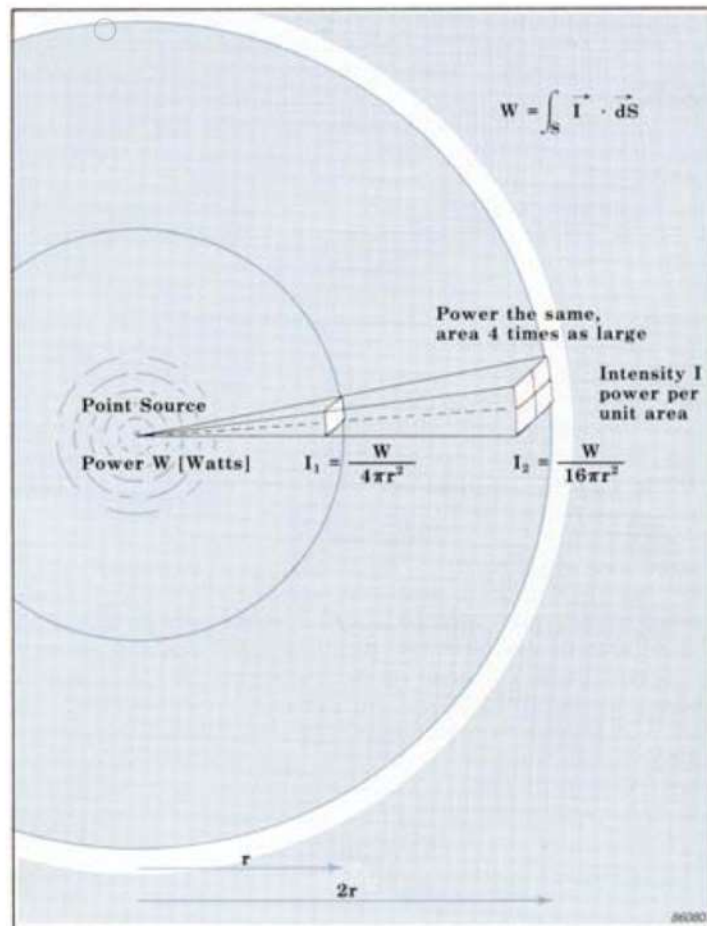 W = ∫S I⃗ · dS⃗
Power the same,
area 4 times as large
Intensity I
power per
unit area
Point Source
Power W [Watts]
I₁ = W / 4πr²
I₂ = W / 16πr²
r
2r
86080